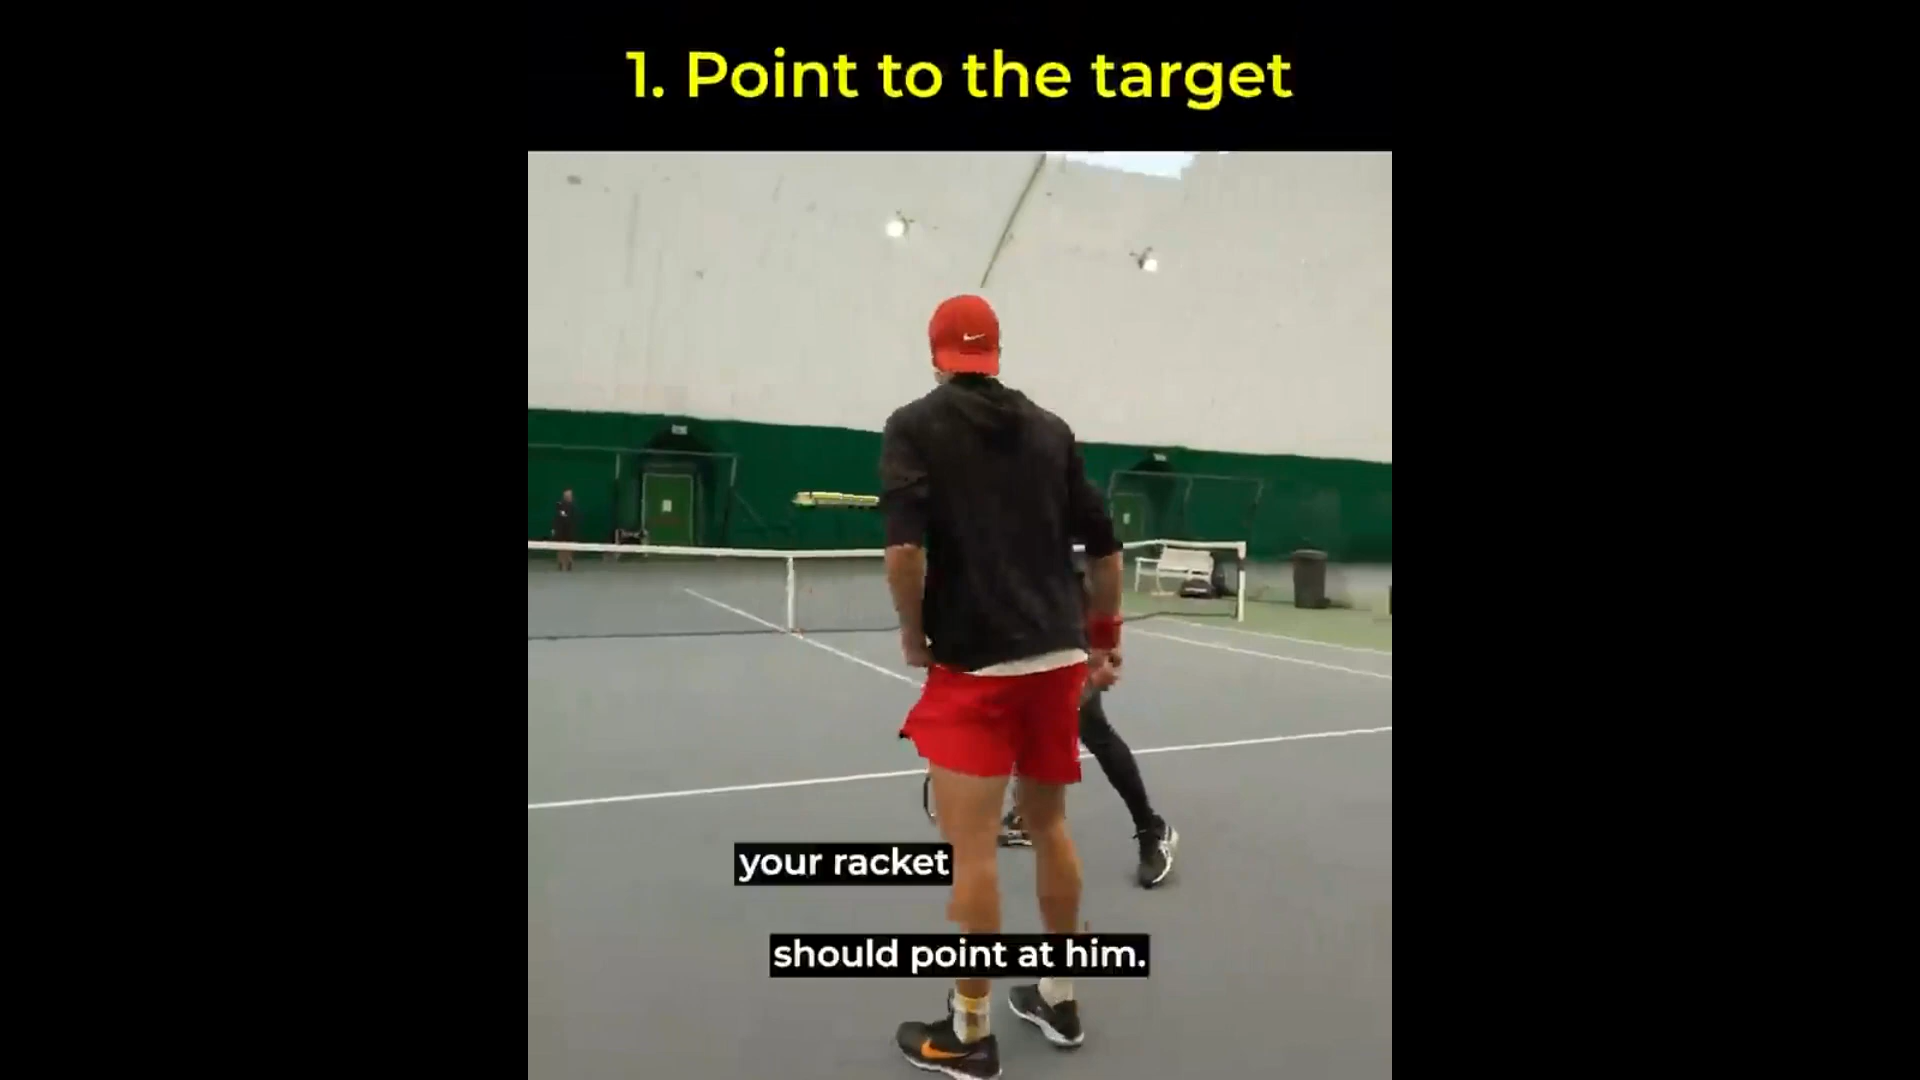 1. Point to the target
your racket
should point at him.